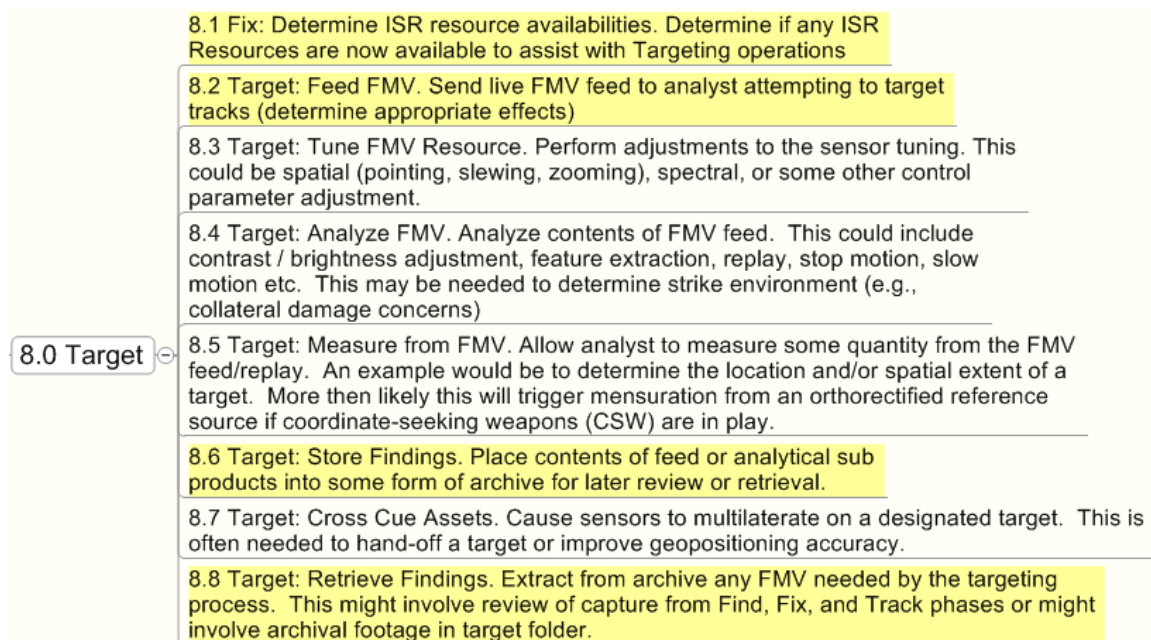 8.1 Fix: Determine ISR resource availabilities. Determine if any ISR
Resources are now available to assist with Targeting operations
8.2 Target: Feed FMV. Send live FMV feed to analyst attempting to target
tracks (determine appropriate effects)
8.3 Target: Tune FMV Resource. Perform adjustments to the sensor tuning. This
could be spatial (pointing, slewing, zooming), spectral, or some other control
parameter adjustment.
8.4 Target: Analyze FMV. Analyze contents of FMV feed.  This could include
contrast / brightness adjustment, feature extraction, replay, stop motion, slow
motion etc.  This may be needed to determine strike environment (e.g.,
collateral damage concerns)
8.0 Target
8.5 Target: Measure from FMV. Allow analyst to measure some quantity from the FMV
feed/replay.  An example would be to determine the location and/or spatial extent of a
target.  More then likely this will trigger mensuration from an orthorectified reference
source if coordinate-seeking weapons (CSW) are in play.
8.6 Target: Store Findings. Place contents of feed or analytical sub
products into some form of archive for later review or retrieval.
8.7 Target: Cross Cue Assets. Cause sensors to multilaterate on a designated target.  This is
often needed to hand-off a target or improve geopositioning accuracy.
8.8 Target: Retrieve Findings. Extract from archive any FMV needed by the targeting
process.  This might involve review of capture from Find, Fix, and Track phases or might
involve archival footage in target folder.